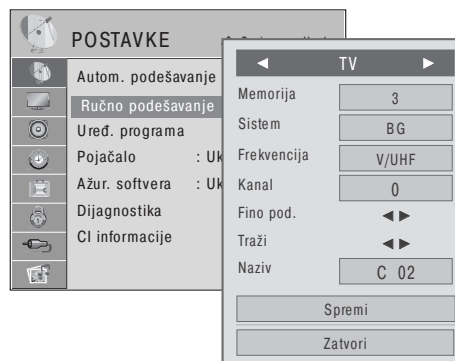 POSTAVKE
Autom. podešavanje
Ručno podešavanje
Uređ. programa
Pojačalo : Uk
Ažur. softvera : Uk
Dijagnostika
CI informacije
◄ TV ►
Memorija 3
Sistem BG
Frekvencija V/UHF
Kanal 0
Fino pod. ◄►
Traži ◄►
Naziv C 02
Spremi
Zatvori